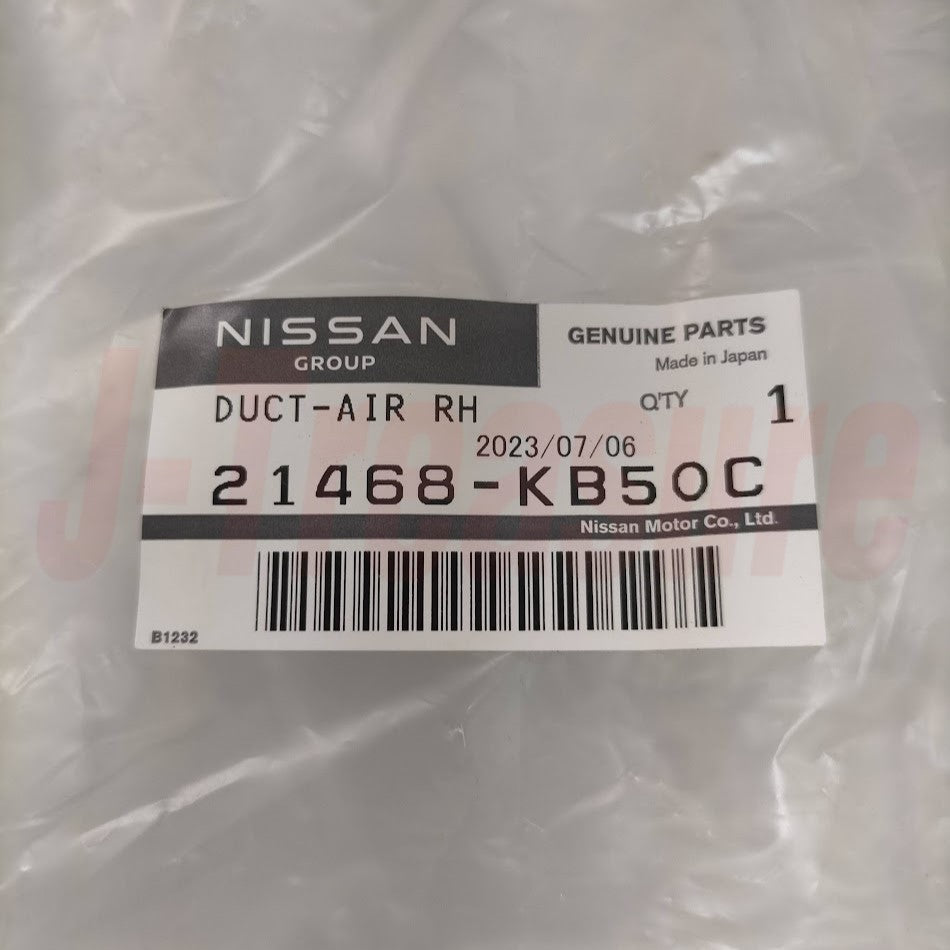 NISSAN
GROUP
GENUINE PARTS
Made in Japan
DUCT-AIR RH
Q'TY 1
2023/07/06
21468-KB50C
Nissan Motor Co., Ltd.
B1232
J-Treasure